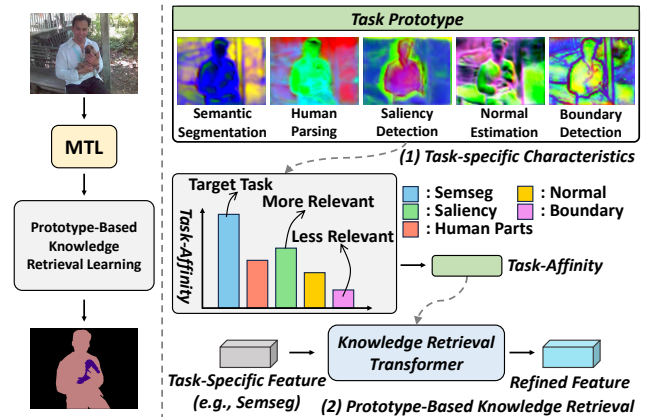 MTL
Prototype-Based
Knowledge
Retrieval Learning
Task Prototype
Semantic
Segmentation
Human
Parsing
Saliency
Detection
Normal
Estimation
Boundary
Detection
(1) Task-specific Characteristics
Task-Affinity
Target Task
More Relevant
Less Relevant
: Semseg
: Normal
: Saliency
: Boundary
: Human Parts
Task-Affinity
Knowledge Retrieval
Transformer
Task-Specific Feature
(e.g., Semseg)
Refined Feature
(2) Prototype-Based Knowledge Retrieval